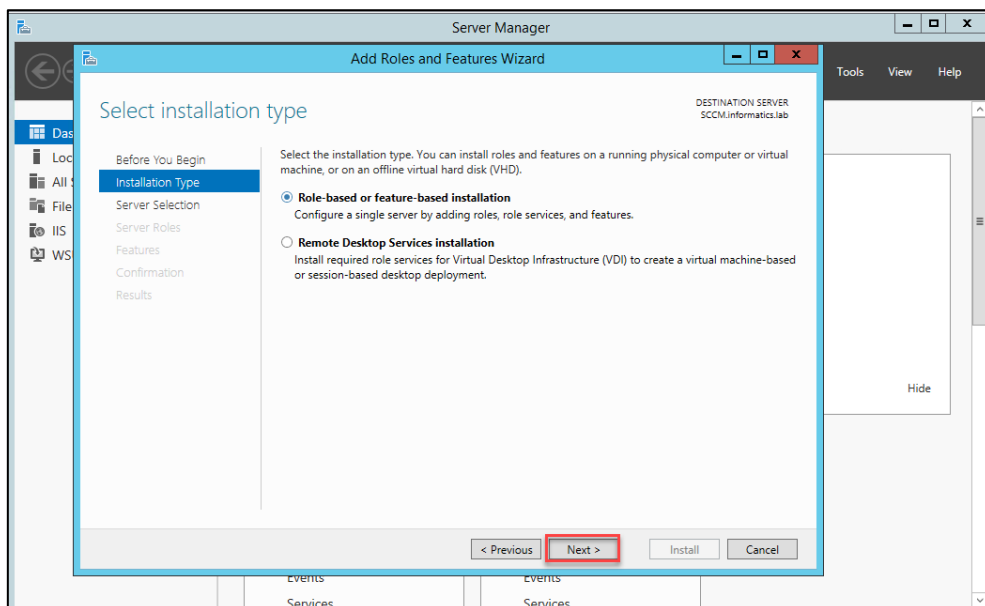 Server Manager
Add Roles and Features Wizard
Tools View Help
Select installation type
DESTINATION SERVER
SCCM.informatics.lab
Das
Loc
All
File
IIS
WS
Before You Begin
Installation Type
Server Selection
Server Roles
Features
Confirmation
Results
Select the installation type. You can install roles and features on a running physical computer or virtual
machine, or on an offline virtual hard disk (VHD).
Role-based or feature-based installation
Configure a single server by adding roles, role services, and features.
Remote Desktop Services installation
Install required role services for Virtual Desktop Infrastructure (VDI) to create a virtual machine-based
or session-based desktop deployment.
Hide
< Previous Next > Install Cancel
Events Events
Services Services